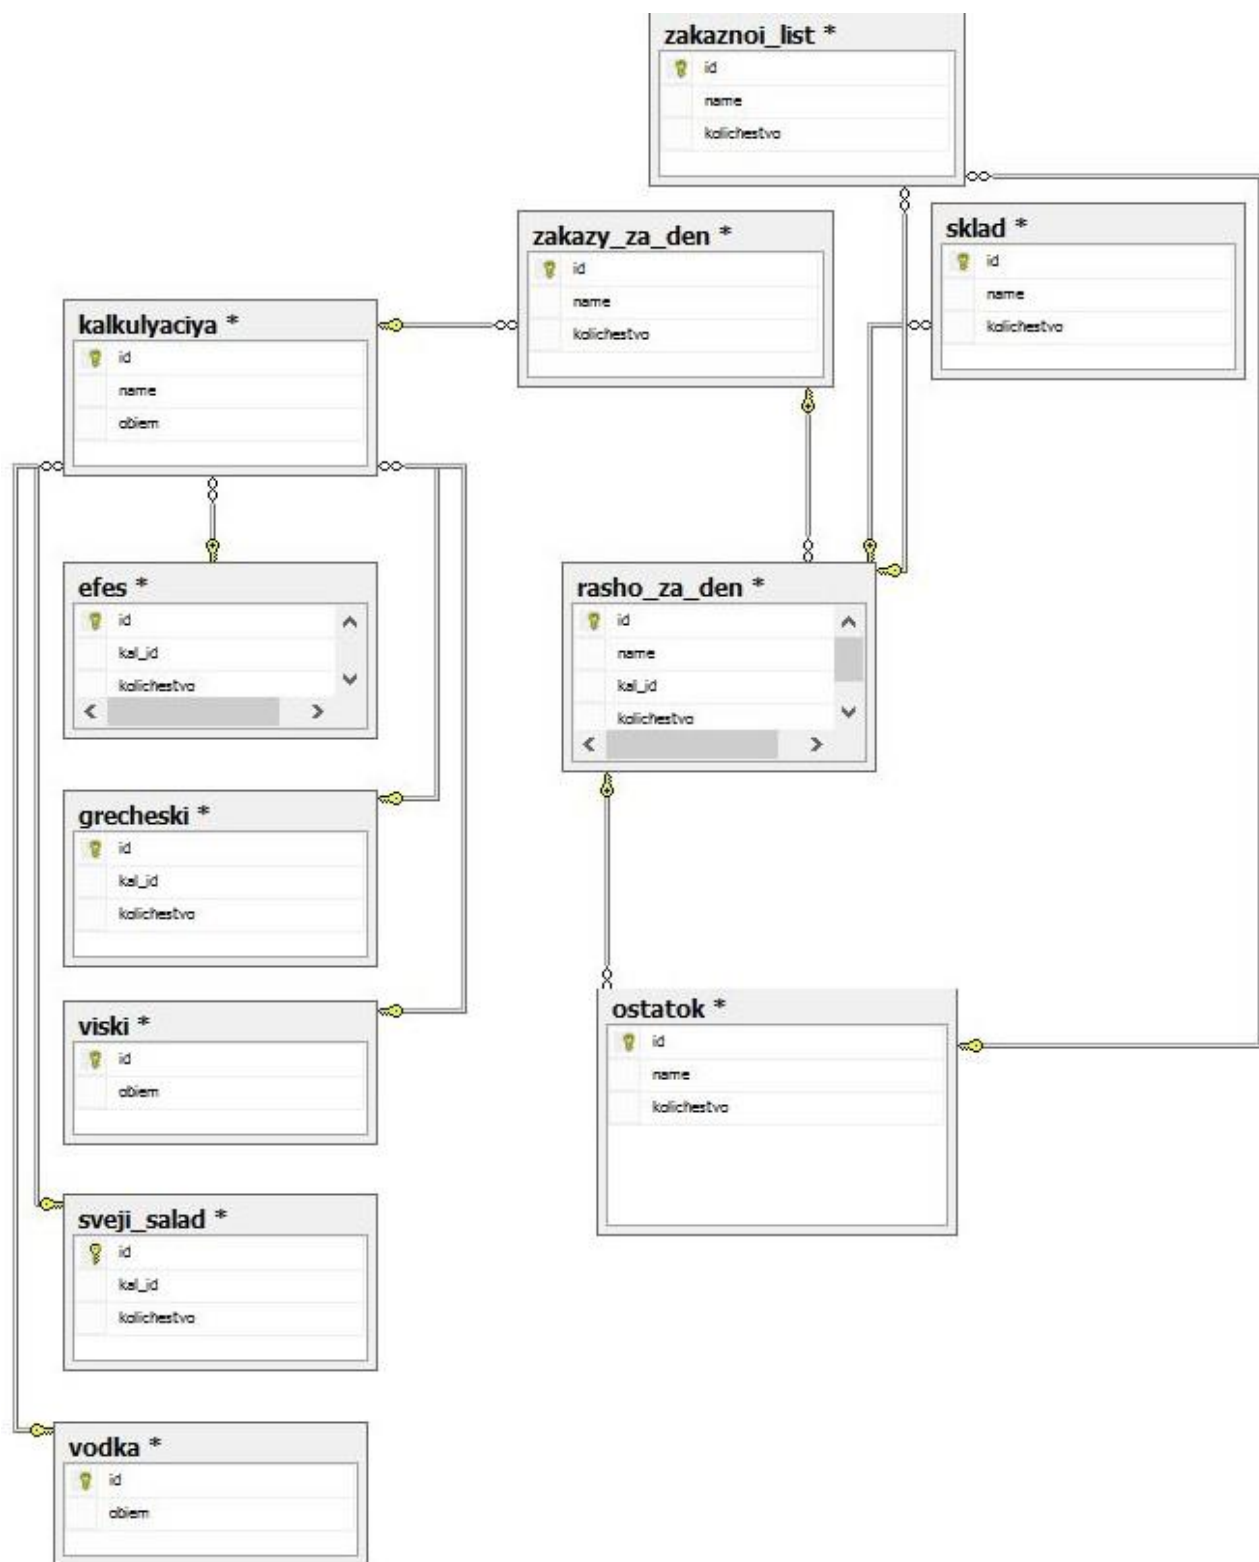 zakaznoi_list *
id
name
kolichestvo
zakazy_za_den *
id
name
kolichestvo
sklad *
id
name
kolichestvo
kalkulyaciya *
id
name
obiem
efes *
id
kal_id
kolichestvo
rasho_za_den *
id
name
kal_id
kolichestvo
grecheski *
id
kal_id
kolichestvo
viski *
id
obiem
ostatok *
id
name
kolichestvo
sveji_salad *
id
kal_id
kolichestvo
vodka *
id
obiem